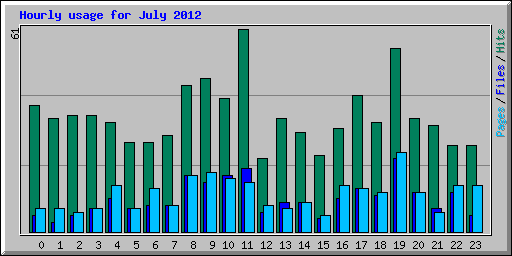 Hourly usage for July 2012
61
Pages / Files / Hits
0 1 2 3 4 5 6 7 8 9 10 11 12 13 14 15 16 17 18 19 20 21 22 23